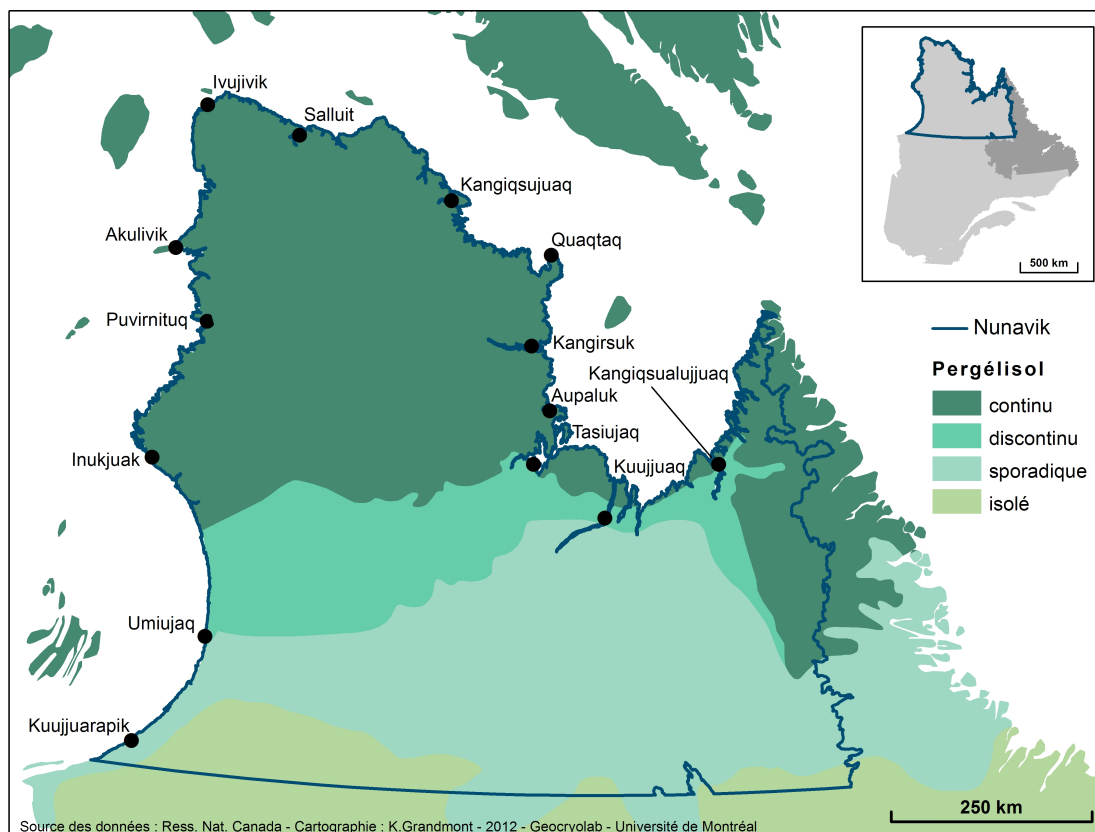 Ivujivik
Salluit
Kangiqsujuaq
Akulivik
Quaqtaq
500 km
Puvirnituq
Nunavik
Kangirsuk
Pergélisol
Kangiqsualujjuaq
continu
Aupaluk
Tasiujaq
discontinu
Inukjuak
Kuujjuaq
sporadique
isolé
Umiujaq
Kuujjuarapik
250 km
Source des données : Ress. Nat. Canada - Cartographie : K.Grandmont - 2012 - Geocryolab - Université de Montréal